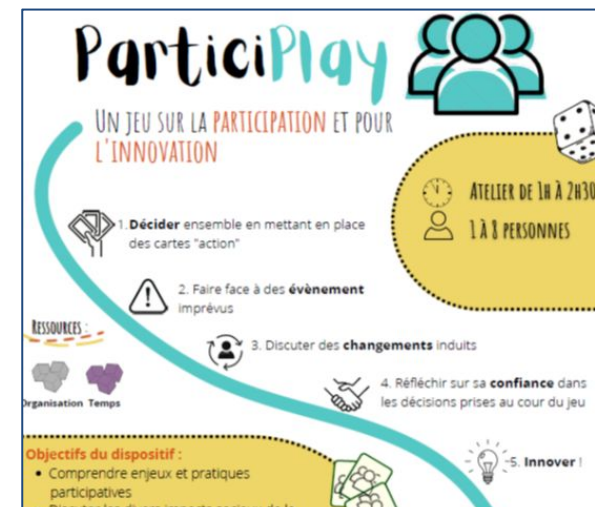 ParticiPlay
UN JEU SUR LA PARTICIPATION ET POUR
L'INNOVATION
ATELIER DE 1H À 2H30
1 À 8 PERSONNES
1. Décider ensemble en mettant en place
des cartes "action"
2. Faire face à des évènement
imprévus
RESSOURCES :
3. Discuter des changements induits
Organisation Temps
4. Réfléchir sur sa confiance dans
les décisions prises au cour du jeu
5. Innover !
Objectifs du dispositif :
• Comprendre enjeux et pratiques
participatives